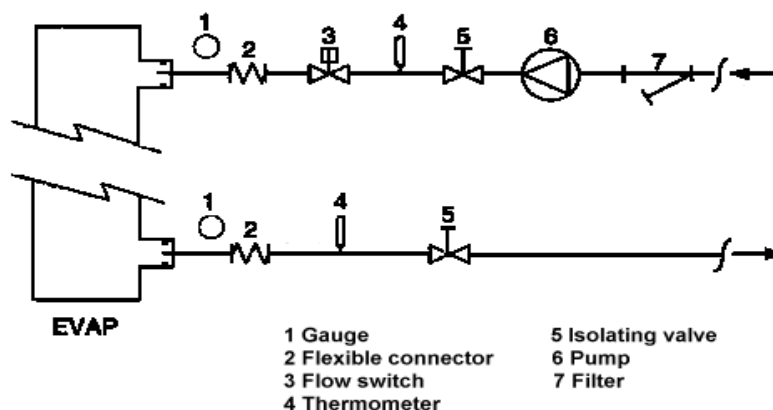 1 2 3 4 5 6 7
1 2 4 5
EVAP
1 Gauge
2 Flexible connector
3 Flow switch
4 Thermometer
5 Isolating valve
6 Pump
7 Filter